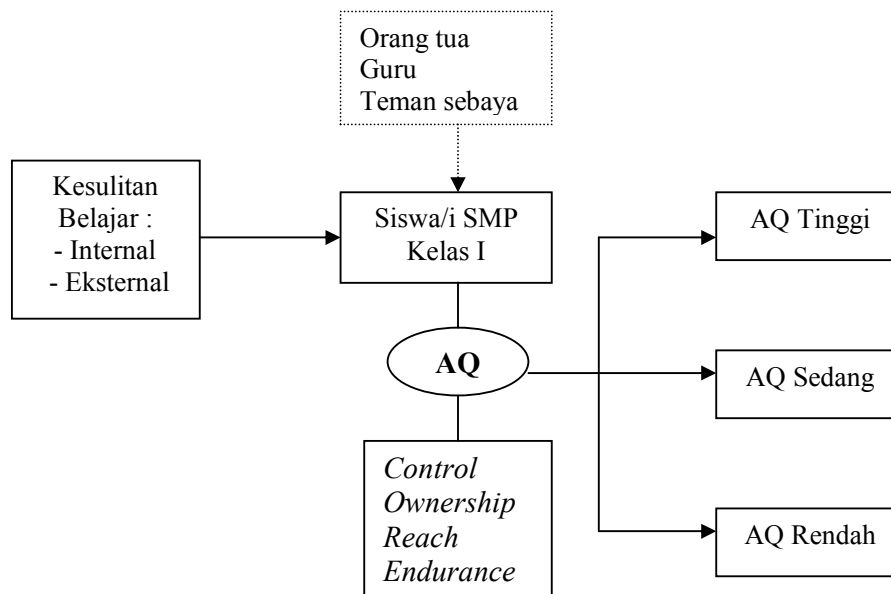 Orang tua
Guru
Teman sebaya
Kesulitan
Belajar :
- Internal
- Eksternal
Siswa/i SMP
Kelas I
AQ Tinggi
AQ
AQ Sedang
Control
Ownership
Reach
Endurance
AQ Rendah